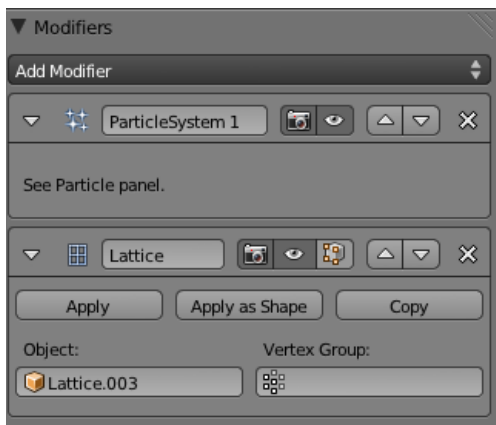 Modifiers
Add Modifier
ParticleSystem 1
See Particle panel.
Lattice
Apply Apply as Shape Copy
Object: Vertex Group:
Lattice.003